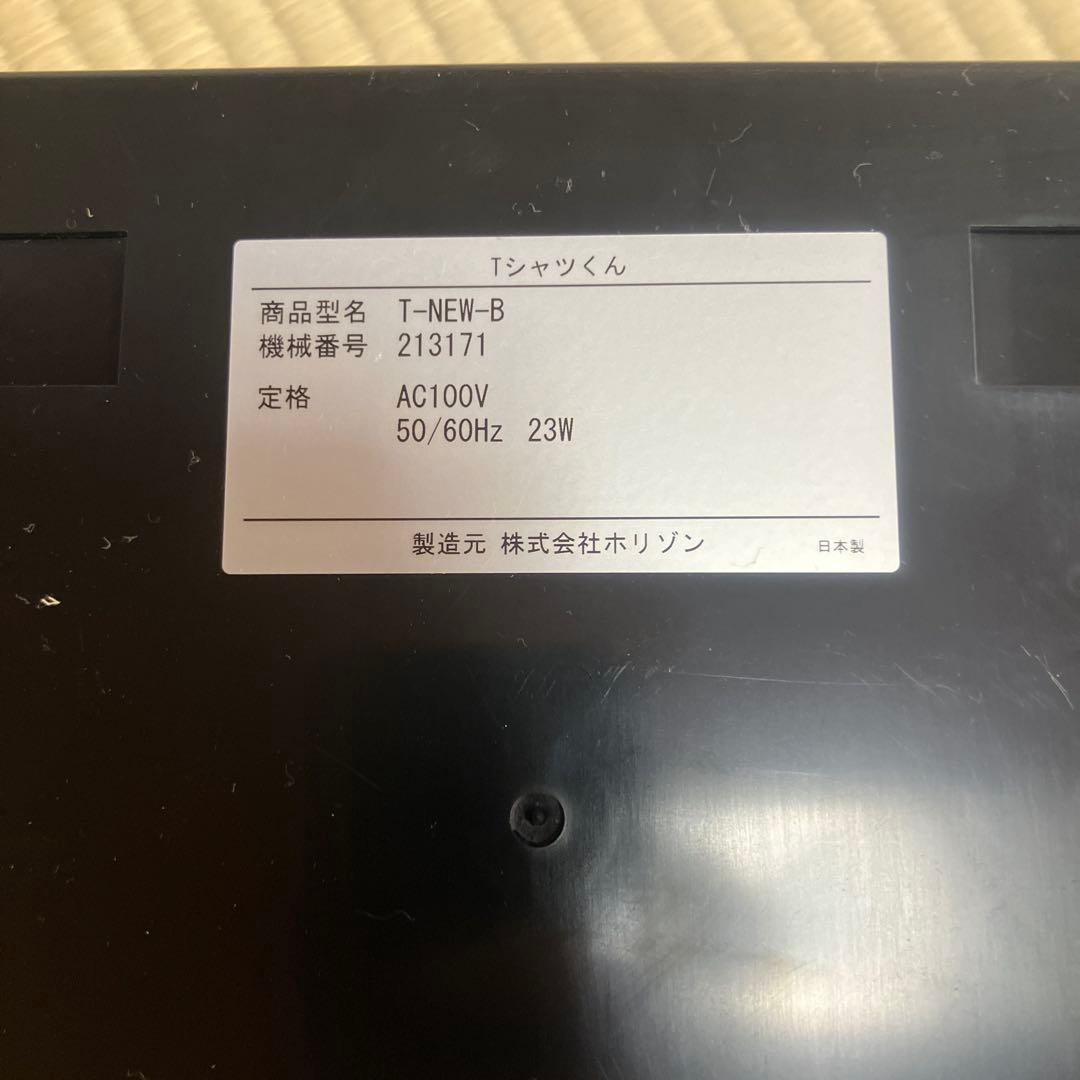 Tシャツくん
商品型名 T-NEW-B
機械番号 213171
定格 AC100V
50/60Hz 23W
製造元 株式会社ホリゾン 日本製